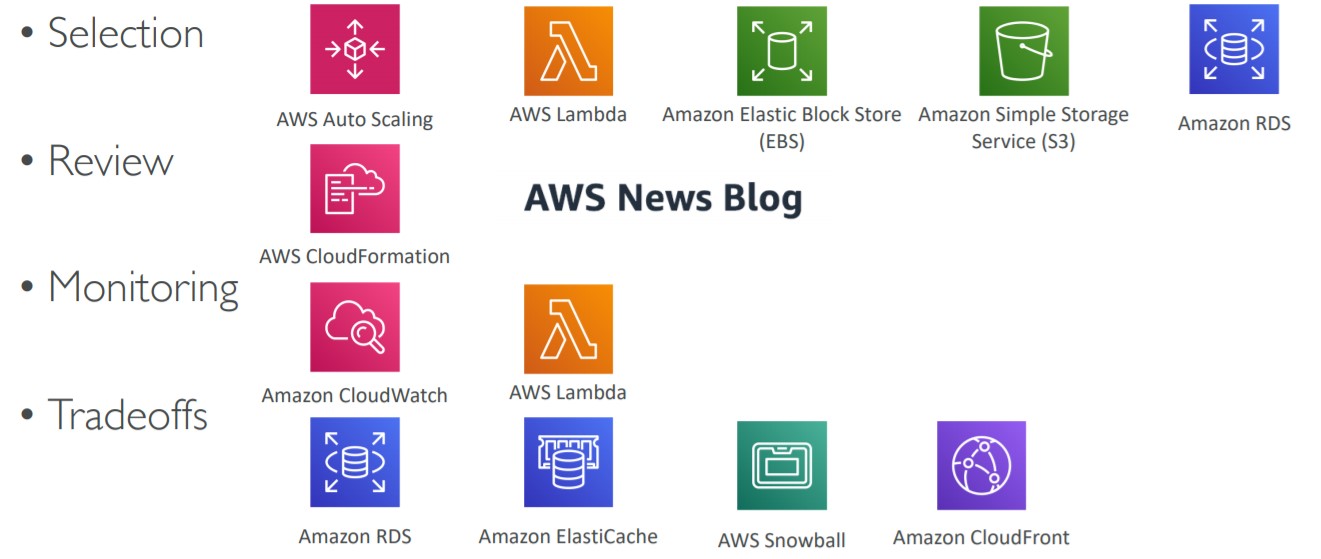 • Selection
AWS Auto Scaling
AWS Lambda
Amazon Elastic Block Store
(EBS)
Amazon Simple Storage
Service (S3)
Amazon RDS
• Review
AWS CloudFormation
AWS News Blog
• Monitoring
Amazon CloudWatch
AWS Lambda
• Tradeoffs
Amazon RDS
Amazon ElastiCache
AWS Snowball
Amazon CloudFront